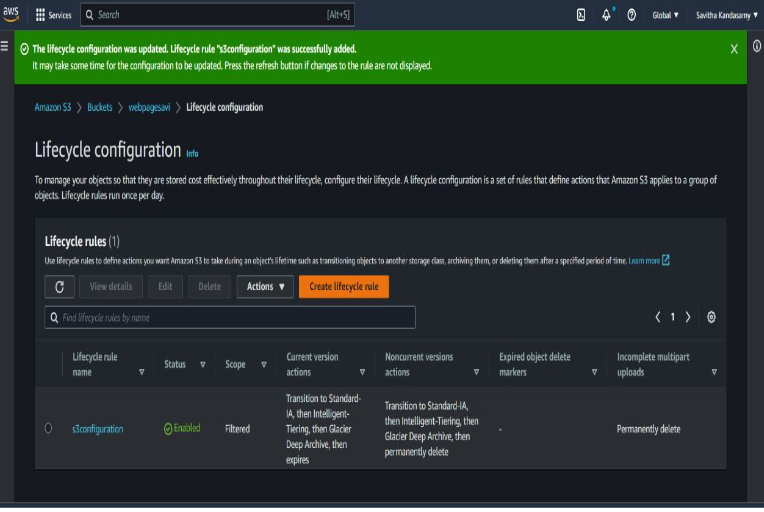 aws
Services
Search
[Alt+S]
Global ▼
Savitha Kandasamy ▼
The lifecycle configuration was updated. Lifecycle rule "s3configuration" was successfully added.
It may take some time for the configuration to be updated. Press the refresh button if changes to the rule are not displayed.
Amazon S3 > Buckets > webpagesavi > Lifecycle configuration
Lifecycle configuration Info
To manage your objects so that they are stored cost effectively throughout their lifecycle, configure their lifecycle. A lifecycle configuration is a set of rules that define actions that Amazon S3 applies to a group of
objects. Lifecycle rules run once per day.
Lifecycle rules (1)
Use lifecycle rules to define actions you want Amazon S3 to take during an object's lifetime such as transitioning objects to another storage class, archiving them, or deleting them after a specified period of time. Learn more
View details
Edit
Delete
Actions ▼
Create lifecycle rule
Find lifecycle rules by name
< 1 >
Lifecycle rule
name
Status
Scope
Current version
actions
Noncurrent versions
actions
Expired object delete
markers
Incomplete multipart
uploads
s3configuration
Enabled
Filtered
Transition to Standard-
IA, then Intelligent-
Tiering, then Glacier
Deep Archive, then
expires
Transition to Standard-IA,
then Intelligent-Tiering, then
Glacier Deep Archive, then
permanently delete
-
Permanently delete